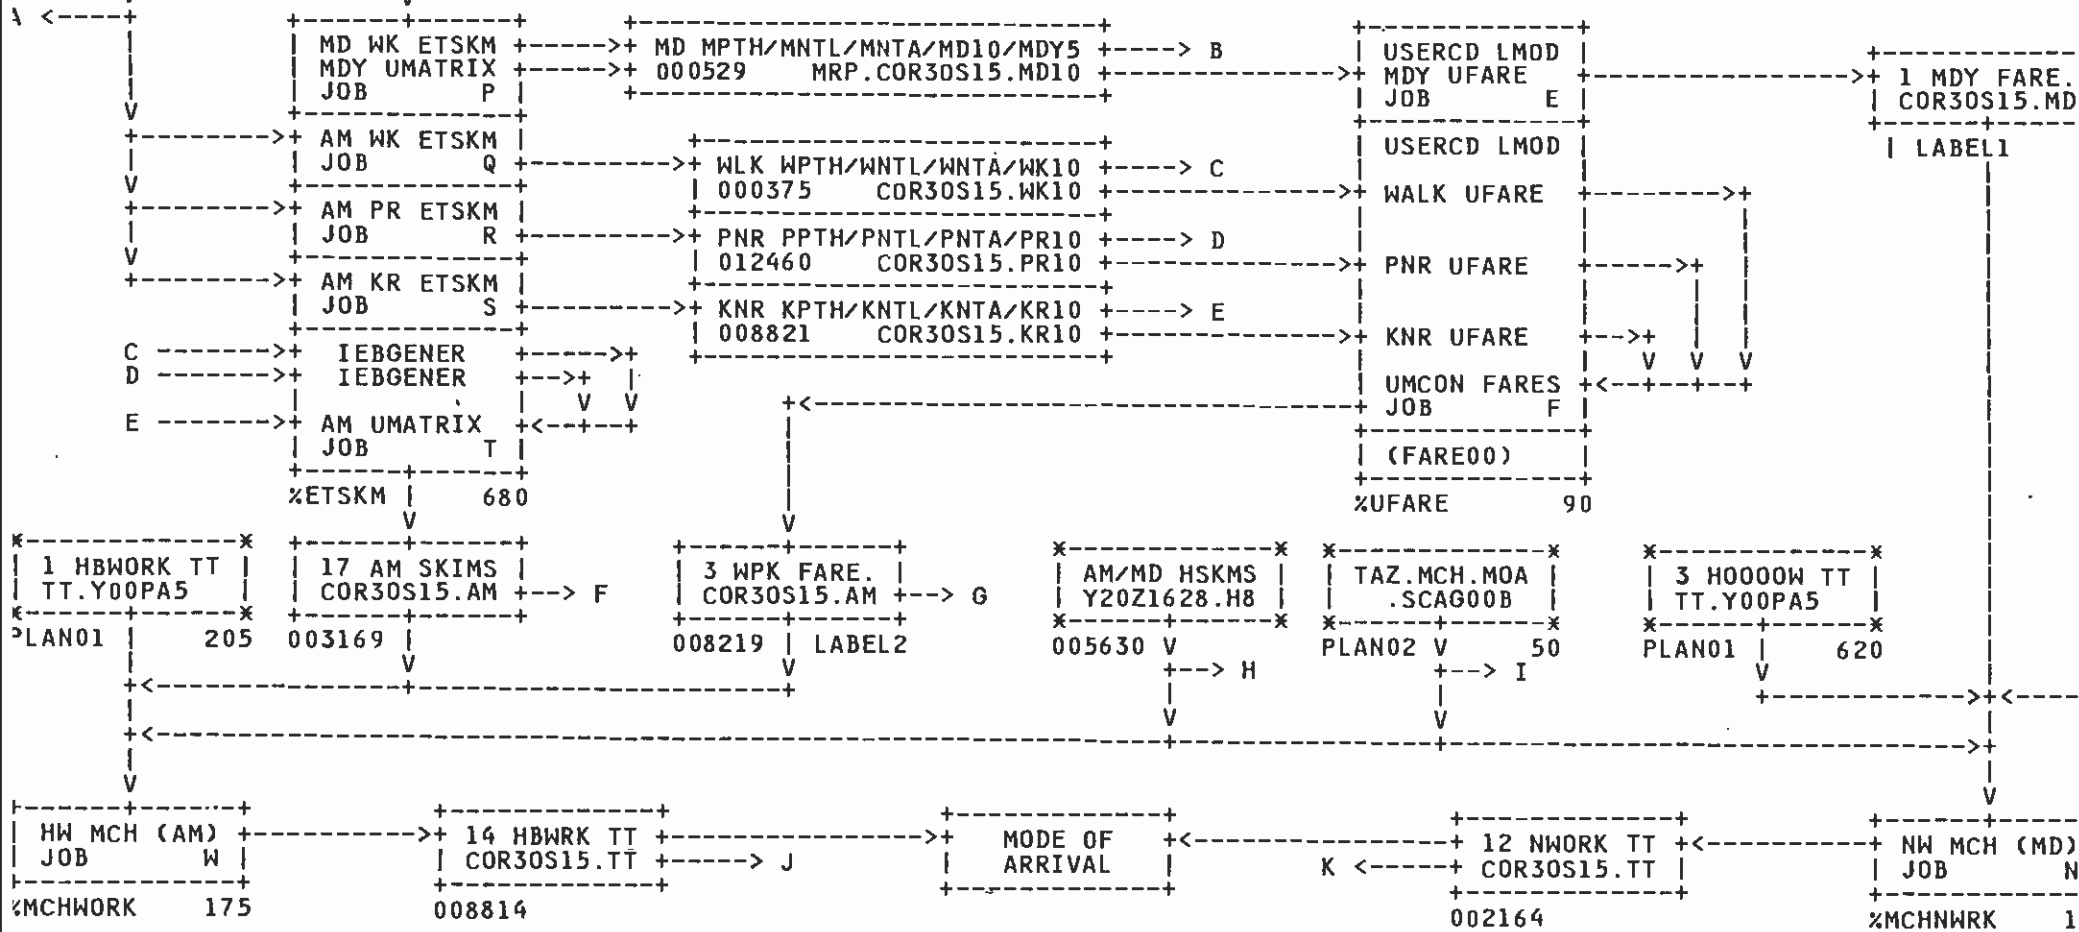 MD WK ETSKM
MDY UMATRIX
JOB P
MD MPTH/MNTL/MNTA/MD10/MDY5
000529 MRP.COR30S15.MD10
B
USERCD LMOD
MDY UFARE
JOB E
1 MDY FARE.
COR30S15.MD
LABEL1
AM WK ETSKM
JOB Q
WLK WPTH/WNTL/WNTA/WK10
000375 COR30S15.WK10
C
USERCD LMOD
WALK UFARE
AM PR ETSKM
JOB R
PNR PPTH/PNTL/PNTA/PR10
012460 COR30S15.PR10
D
PNR UFARE
AM KR ETSKM
JOB S
KNR KPTH/KNTL/KNTA/KR10
008821 COR30S15.KR10
E
KNR UFARE
C IEBGENER
D IEBGENER
UMCON FARES
JOB F
E AM UMATRIX
JOB T
(FARE00)
%ETSKM 680
%UFARE 90
1 HBWORK TT
TT.Y00PA5
PLAN01 205
17 AM SKIMS
COR30S15.AM
F
003169
3 WPK FARE.
COR30S15.AM
G
008219 LABEL2
AM/MD HSKMS
Y20Z1628.H8
005630
H
TAZ.MCH.MOA
.SCAG00B
PLAN02 50
I
3 HOOOOW TT
TT.Y00PA5
PLAN01 620
HW MCH (AM)
JOB W
%MCHWORK 175
14 HBWRK TT
COR30S15.TT
J
008814
MODE OF
ARRIVAL
K
12 NWORK TT
COR30S15.TT
002164
NW MCH (MD)
JOB N
%MCHNWRK 1